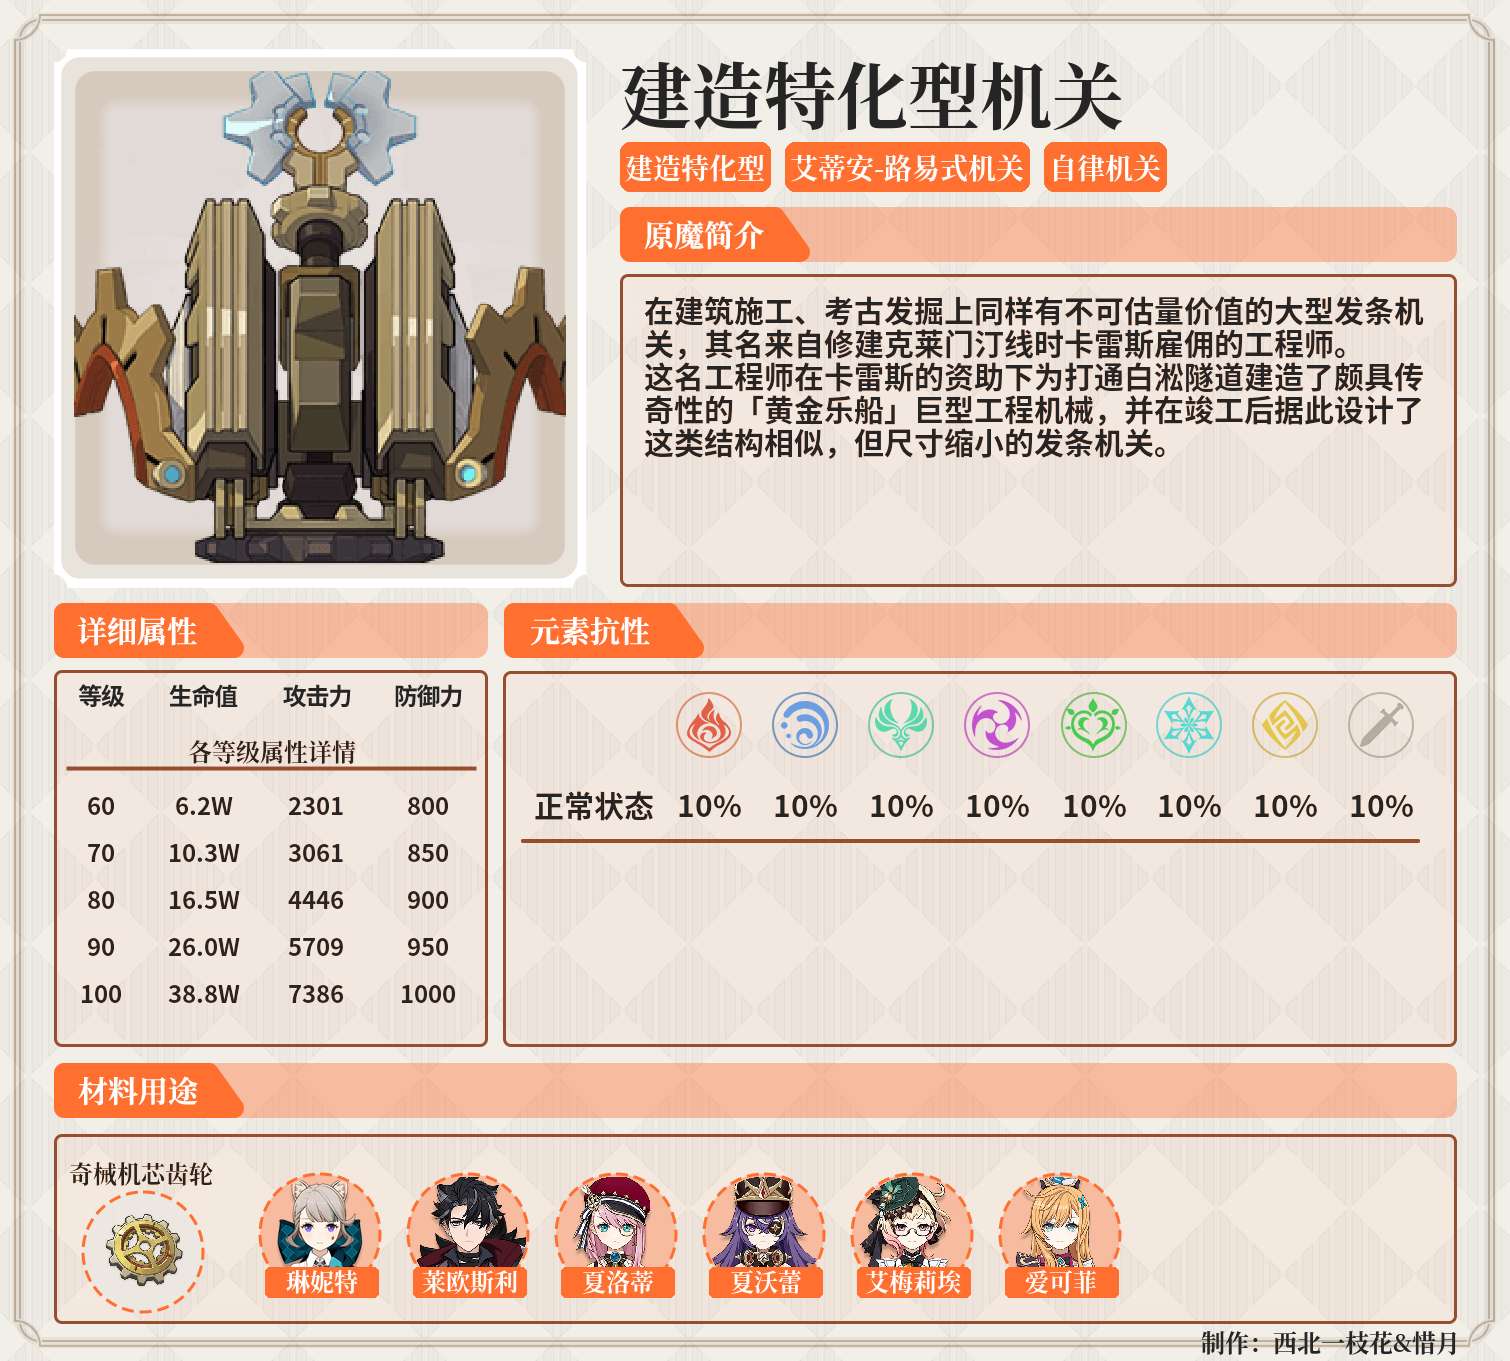 建造特化型机关
建造特化型 艾蒂安-路易式机关 自律机关
原魔简介
在建筑施工、考古发掘上同样有不可估量价值的大型发条机
关，其名来自修建克莱门汀线时卡雷斯雇佣的工程师。
这名工程师在卡雷斯的资助下为打通白淞隧道建造了颇具传
奇性的「黄金乐船」巨型工程机械，并在竣工后据此设计了
这类结构相似，但尺寸缩小的发条机关。
详细属性
等级 生命值 攻击力 防御力
各等级属性详情
60 6.2W 2301 800
70 10.3W 3061 850
80 16.5W 4446 900
90 26.0W 5709 950
100 38.8W 7386 1000
元素抗性
正常状态 10% 10% 10% 10% 10% 10% 10% 10%
材料用途
奇械机芯齿轮
琳妮特 莱欧斯利 夏洛蒂 夏沃蕾 艾梅莉埃 爱可菲
制作：西北一枝花&惜月